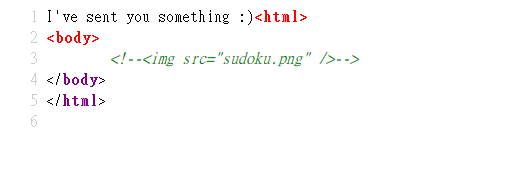 1 I've sent you something :)<html>
2 <body>
3 <!--<img src="sudoku.png" />-->
4 </body>
5 </html>
6